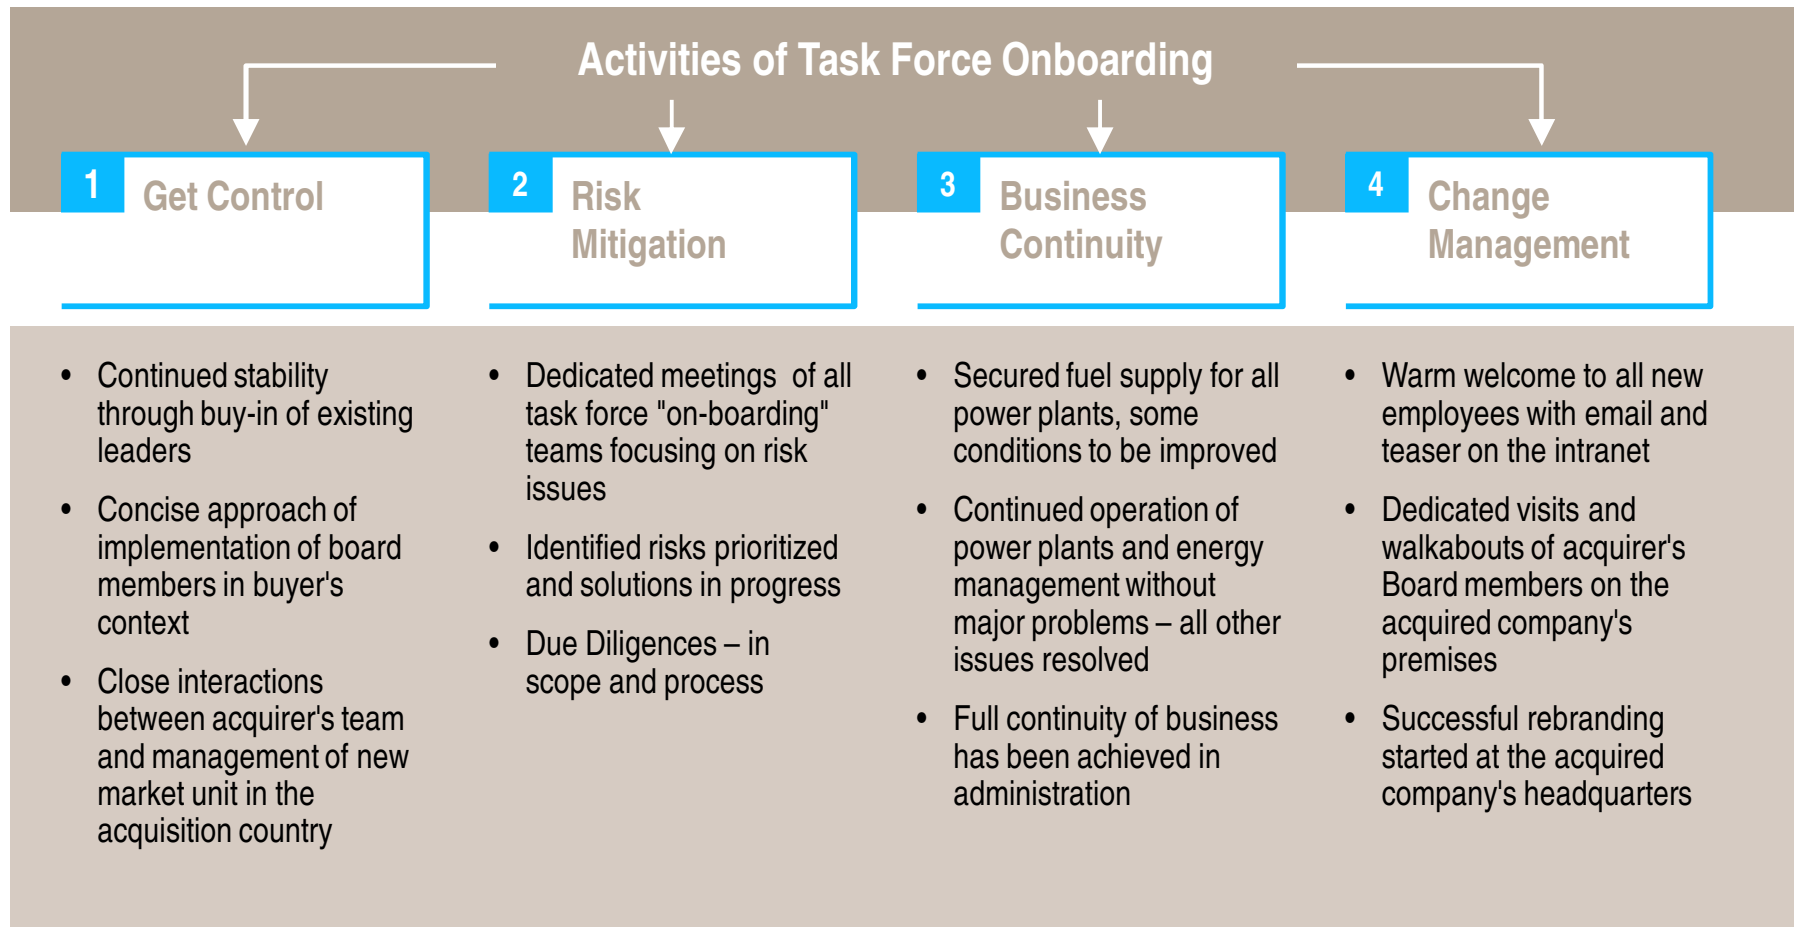 Activities of Task Force Onboarding
1
Get Control
• Continued stability
through buy-in of existing
leaders
• Concise approach of
implementation of board
members in buyer's
context
• Close interactions
between acquirer's team
and management of new
market unit in the
acquisition country
2
Risk
Mitigation
• Dedicated meetings of all
task force "on-boarding"
teams focusing on risk
issues
• Identified risks prioritized
and solutions in progress
• Due Diligences – in
scope and process
3
Business
Continuity
• Secured fuel supply for all
power plants, some
conditions to be improved
• Continued operation of
power plants and energy
management without
major problems – all other
issues resolved
• Full continuity of business
has been achieved in
administration
4
Change
Management
• Warm welcome to all new
employees with email and
teaser on the intranet
• Dedicated visits and
walkabouts of acquirer's
Board members on the
acquired company's
premises
• Successful rebranding
started at the acquired
company's headquarters